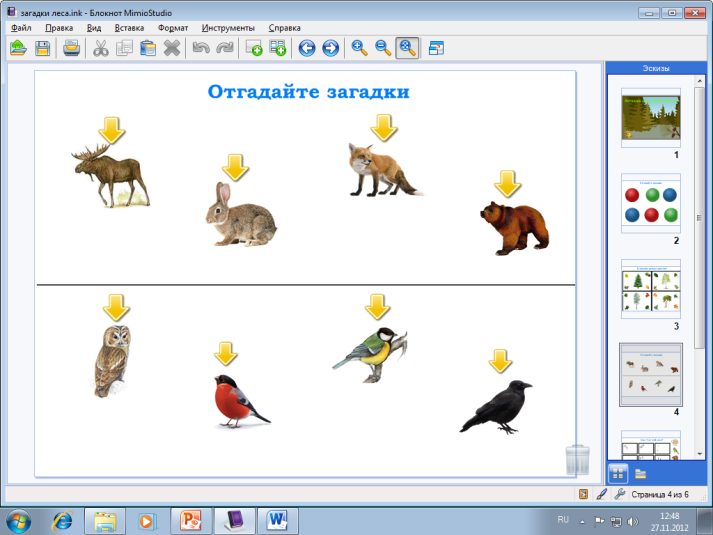 загадки леса.ink - Блокнот MimioStudio
Файл Правка Вид Вставка Формат Инструменты Справка
Отгадайте загадки
Эскизы
1
2
3
4
Страница 4 из 6
RU
12:48
27.11.2012